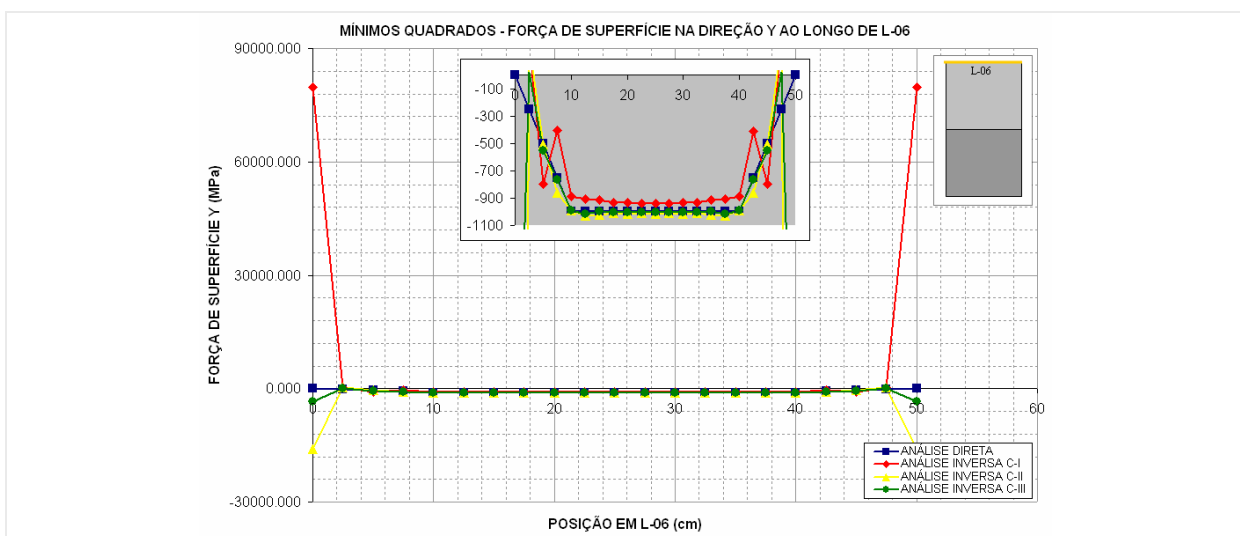 MÍNIMOS QUADRADOS - FORÇA DE SUPERFÍCIE NA DIREÇÃO Y AO LONGO DE L-06
FORÇA DE SUPERFÍCIE Y (MPa)
90000.000
60000.000
30000.000
0.000
-30000.000
0 10 20 30 40 50 60
POSIÇÃO EM L-06 (cm)
-100
-300
-500
-700
-900
-1100
0 10 20 30 40 50
L-06
ANÁLISE DIRETA
ANÁLISE INVERSA C-I
ANÁLISE INVERSA C-II
ANÁLISE INVERSA C-III